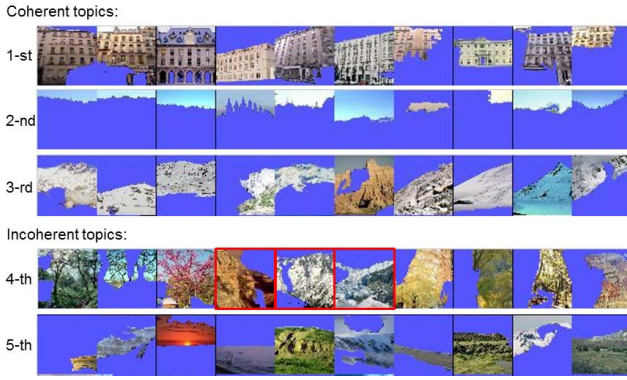 Coherent topics:
1-st
2-nd
3-rd
Incoherent topics:
4-th
5-th